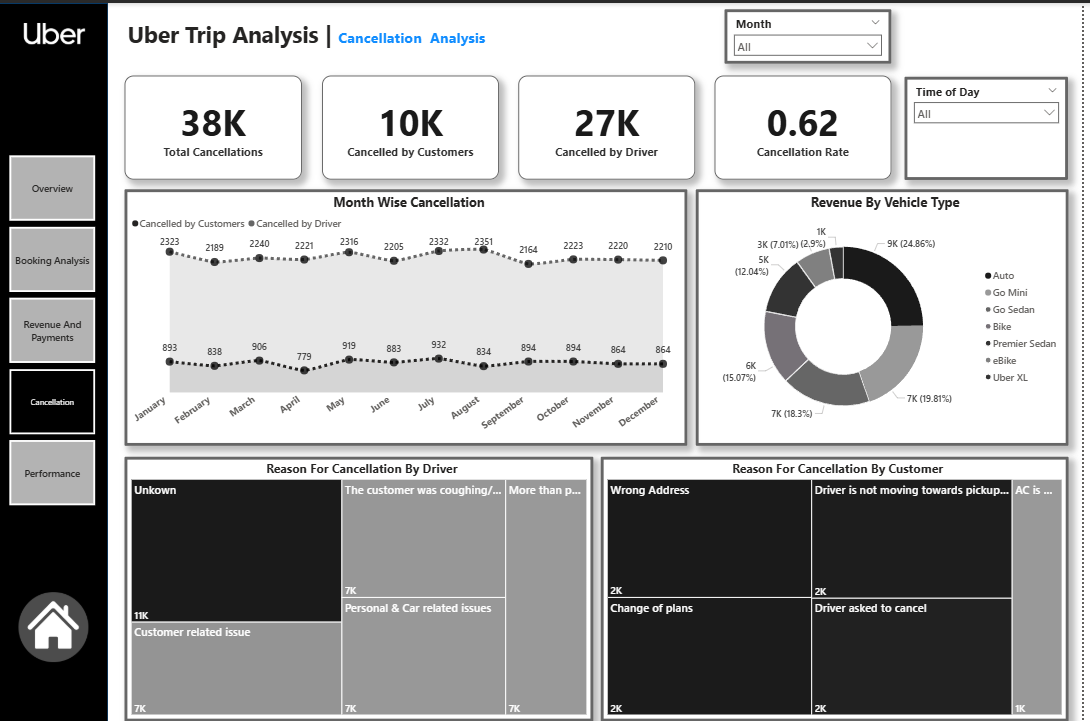 Uber
Uber Trip Analysis | Cancellation Analysis
Month
All
Time of Day
All
38K
Total Cancellations
10K
Cancelled by Customers
27K
Cancelled by Driver
0.62
Cancellation Rate
Overview
Booking Analysis
Revenue And
Payments
Cancellation
Performance
Month Wise Cancellation
Cancelled by Customers Cancelled by Driver
2323 2189 2240 2221 2316 2205 2332 2351 2164 2223 2220 2210
893 838 906 779 919 883 932 834 894 894 864 864
January February March April May June July August September October November December
Revenue By Vehicle Type
1K
(2.9%)
3K (7.01%)
5K
(12.04%)
6K
(15.07%)
7K (18.3%)
7K (19.81%)
9K (24.86%)
Auto
Go Mini
Go Sedan
Bike
Premier Sedan
eBike
Uber XL
Reason For Cancellation By Driver
Unkown
11K
Customer related issue
7K
The customer was coughing/...
7K
Personal & Car related issues
7K
More than p...
7K
Reason For Cancellation By Customer
Wrong Address
2K
Change of plans
2K
Driver is not moving towards pickup...
2K
Driver asked to cancel
2K
AC is ...
1K